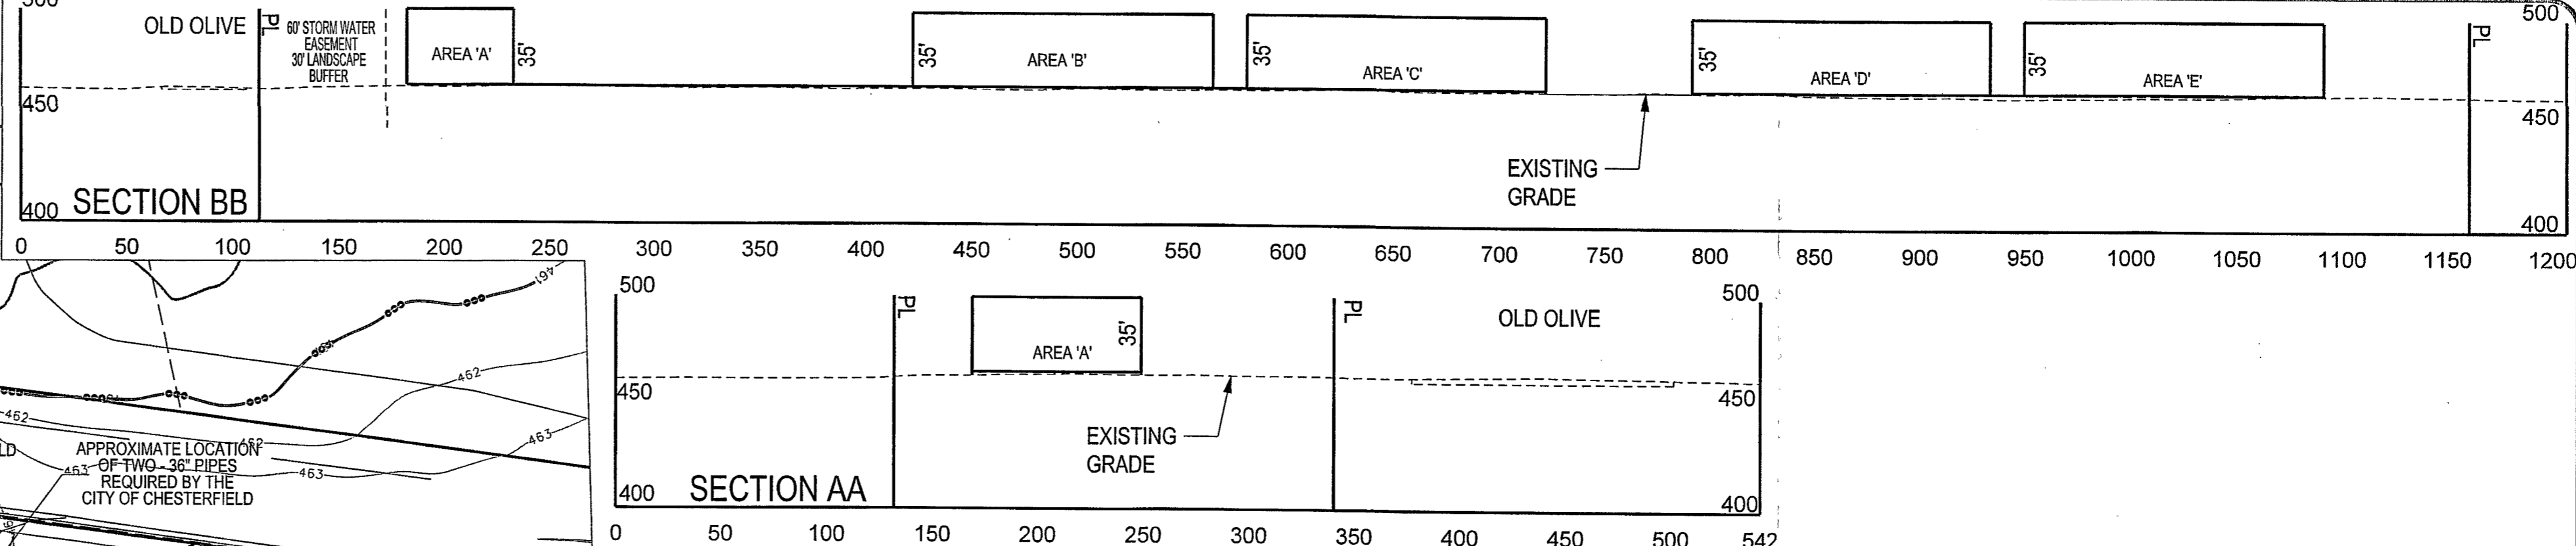 500
OLD OLIVE
PL
60' STORM WATER
EASEMENT
30' LANDSCAPE
BUFFER
AREA 'A'
35'
35'
AREA 'B'
35'
AREA 'C'
35'
AREA 'D'
35'
AREA 'E'
PL
500
450
450
EXISTING
GRADE
400
SECTION BB
400
0 50 100 150 200 250 300 350 400 450 500 550 600 650 700 750 800 850 900 950 1000 1050 1100 1150 1200
461
462
462
462
463
463
463
APPROXIMATE LOCATION
OF TWO - 36" PIPES
REQUIRED BY THE
CITY OF CHESTERFIELD
500
PL
AREA 'A'
35'
PL
OLD OLIVE
500
450
450
EXISTING
GRADE
400
SECTION AA
400
0 50 100 150 200 250 300 350 400 450 500 542